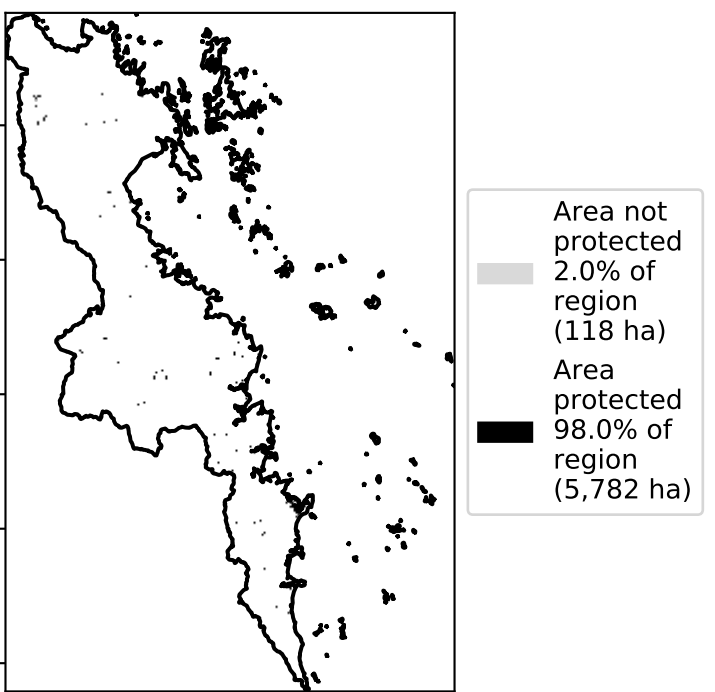 Area not
protected
2.0% of
region
(118 ha)
Area
protected
98.0% of
region
(5,782 ha)